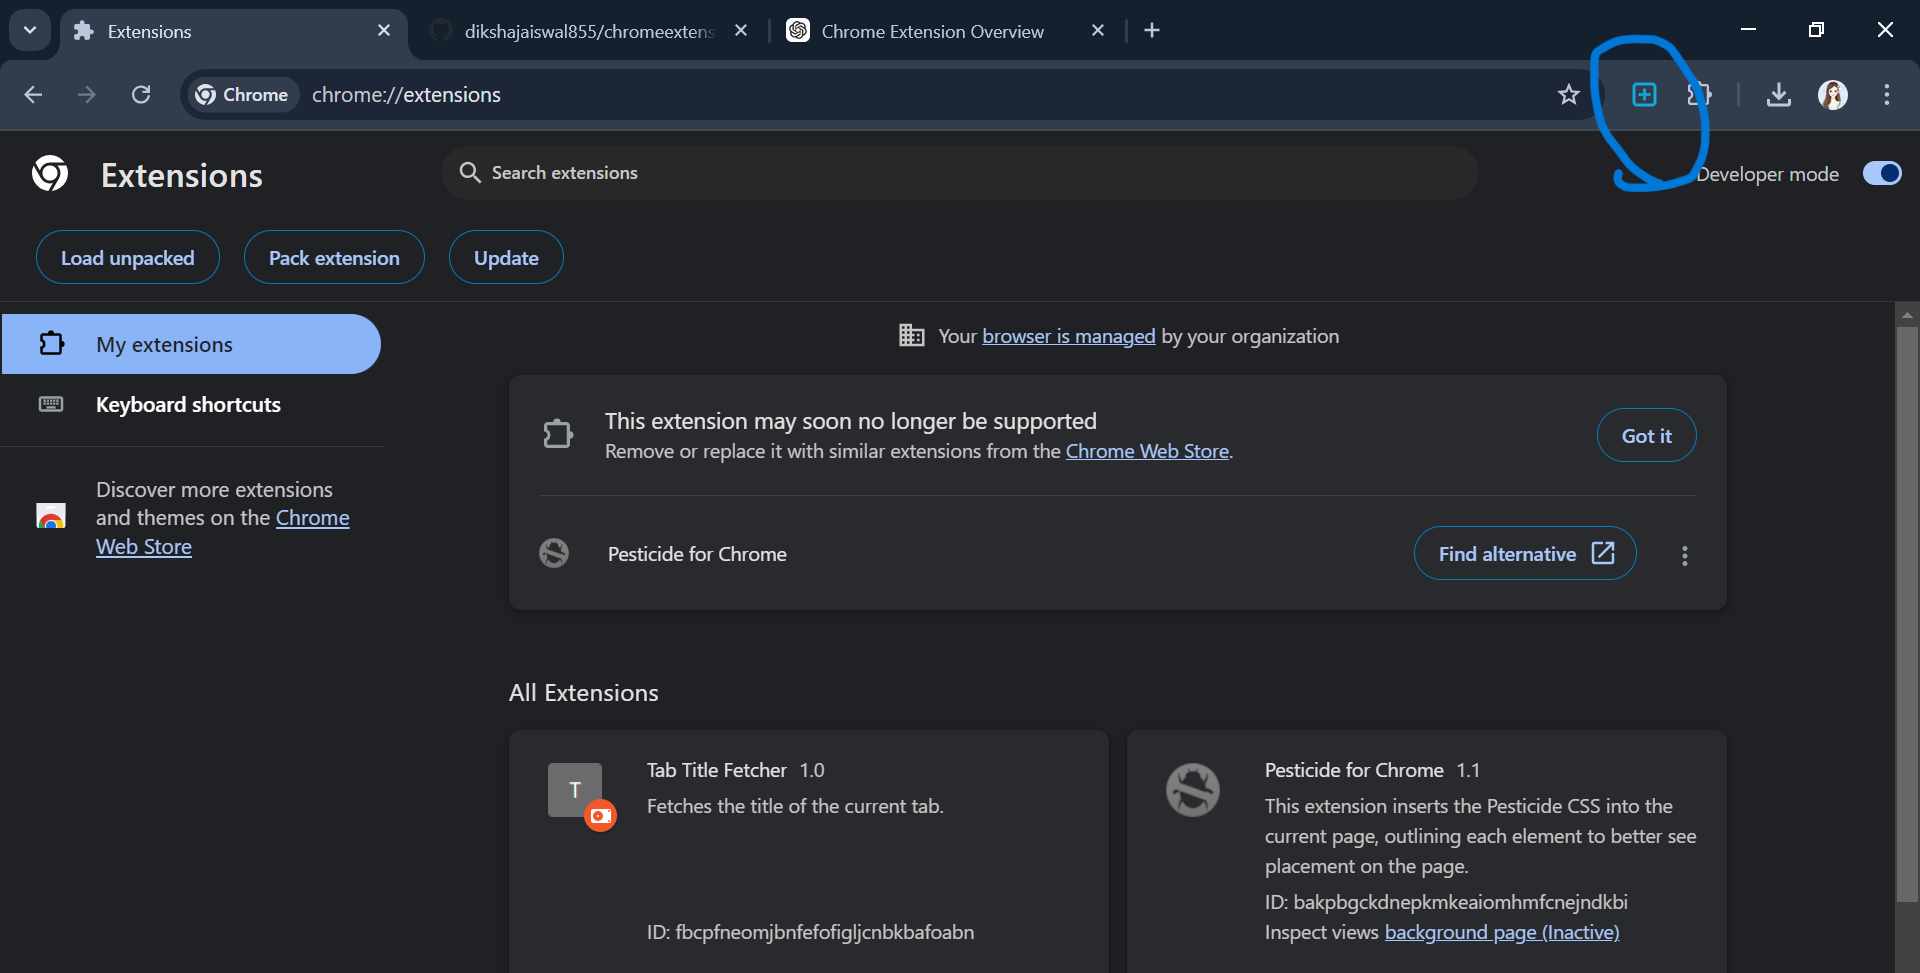 Extensions
dikshajaiswal855/chromeextens
Chrome Extension Overview
Chrome
chrome://extensions
Extensions
Search extensions
Developer mode
Load unpacked
Pack extension
Update
My extensions
Keyboard shortcuts
Discover more extensions
and themes on the Chrome
Web Store
Your browser is managed by your organization
This extension may soon no longer be supported
Remove or replace it with similar extensions from the Chrome Web Store.
Got it
Pesticide for Chrome
Find alternative
All Extensions
T
Tab Title Fetcher 1.0
Fetches the title of the current tab.
ID: fbcpfneomjbnfefofigljcnbkbafoabn
Pesticide for Chrome 1.1
This extension inserts the Pesticide CSS into the
current page, outlining each element to better see
placement on the page.
ID: bakpbgckdnepkmkeaiomhmfcnejndkbi
Inspect views background page (Inactive)